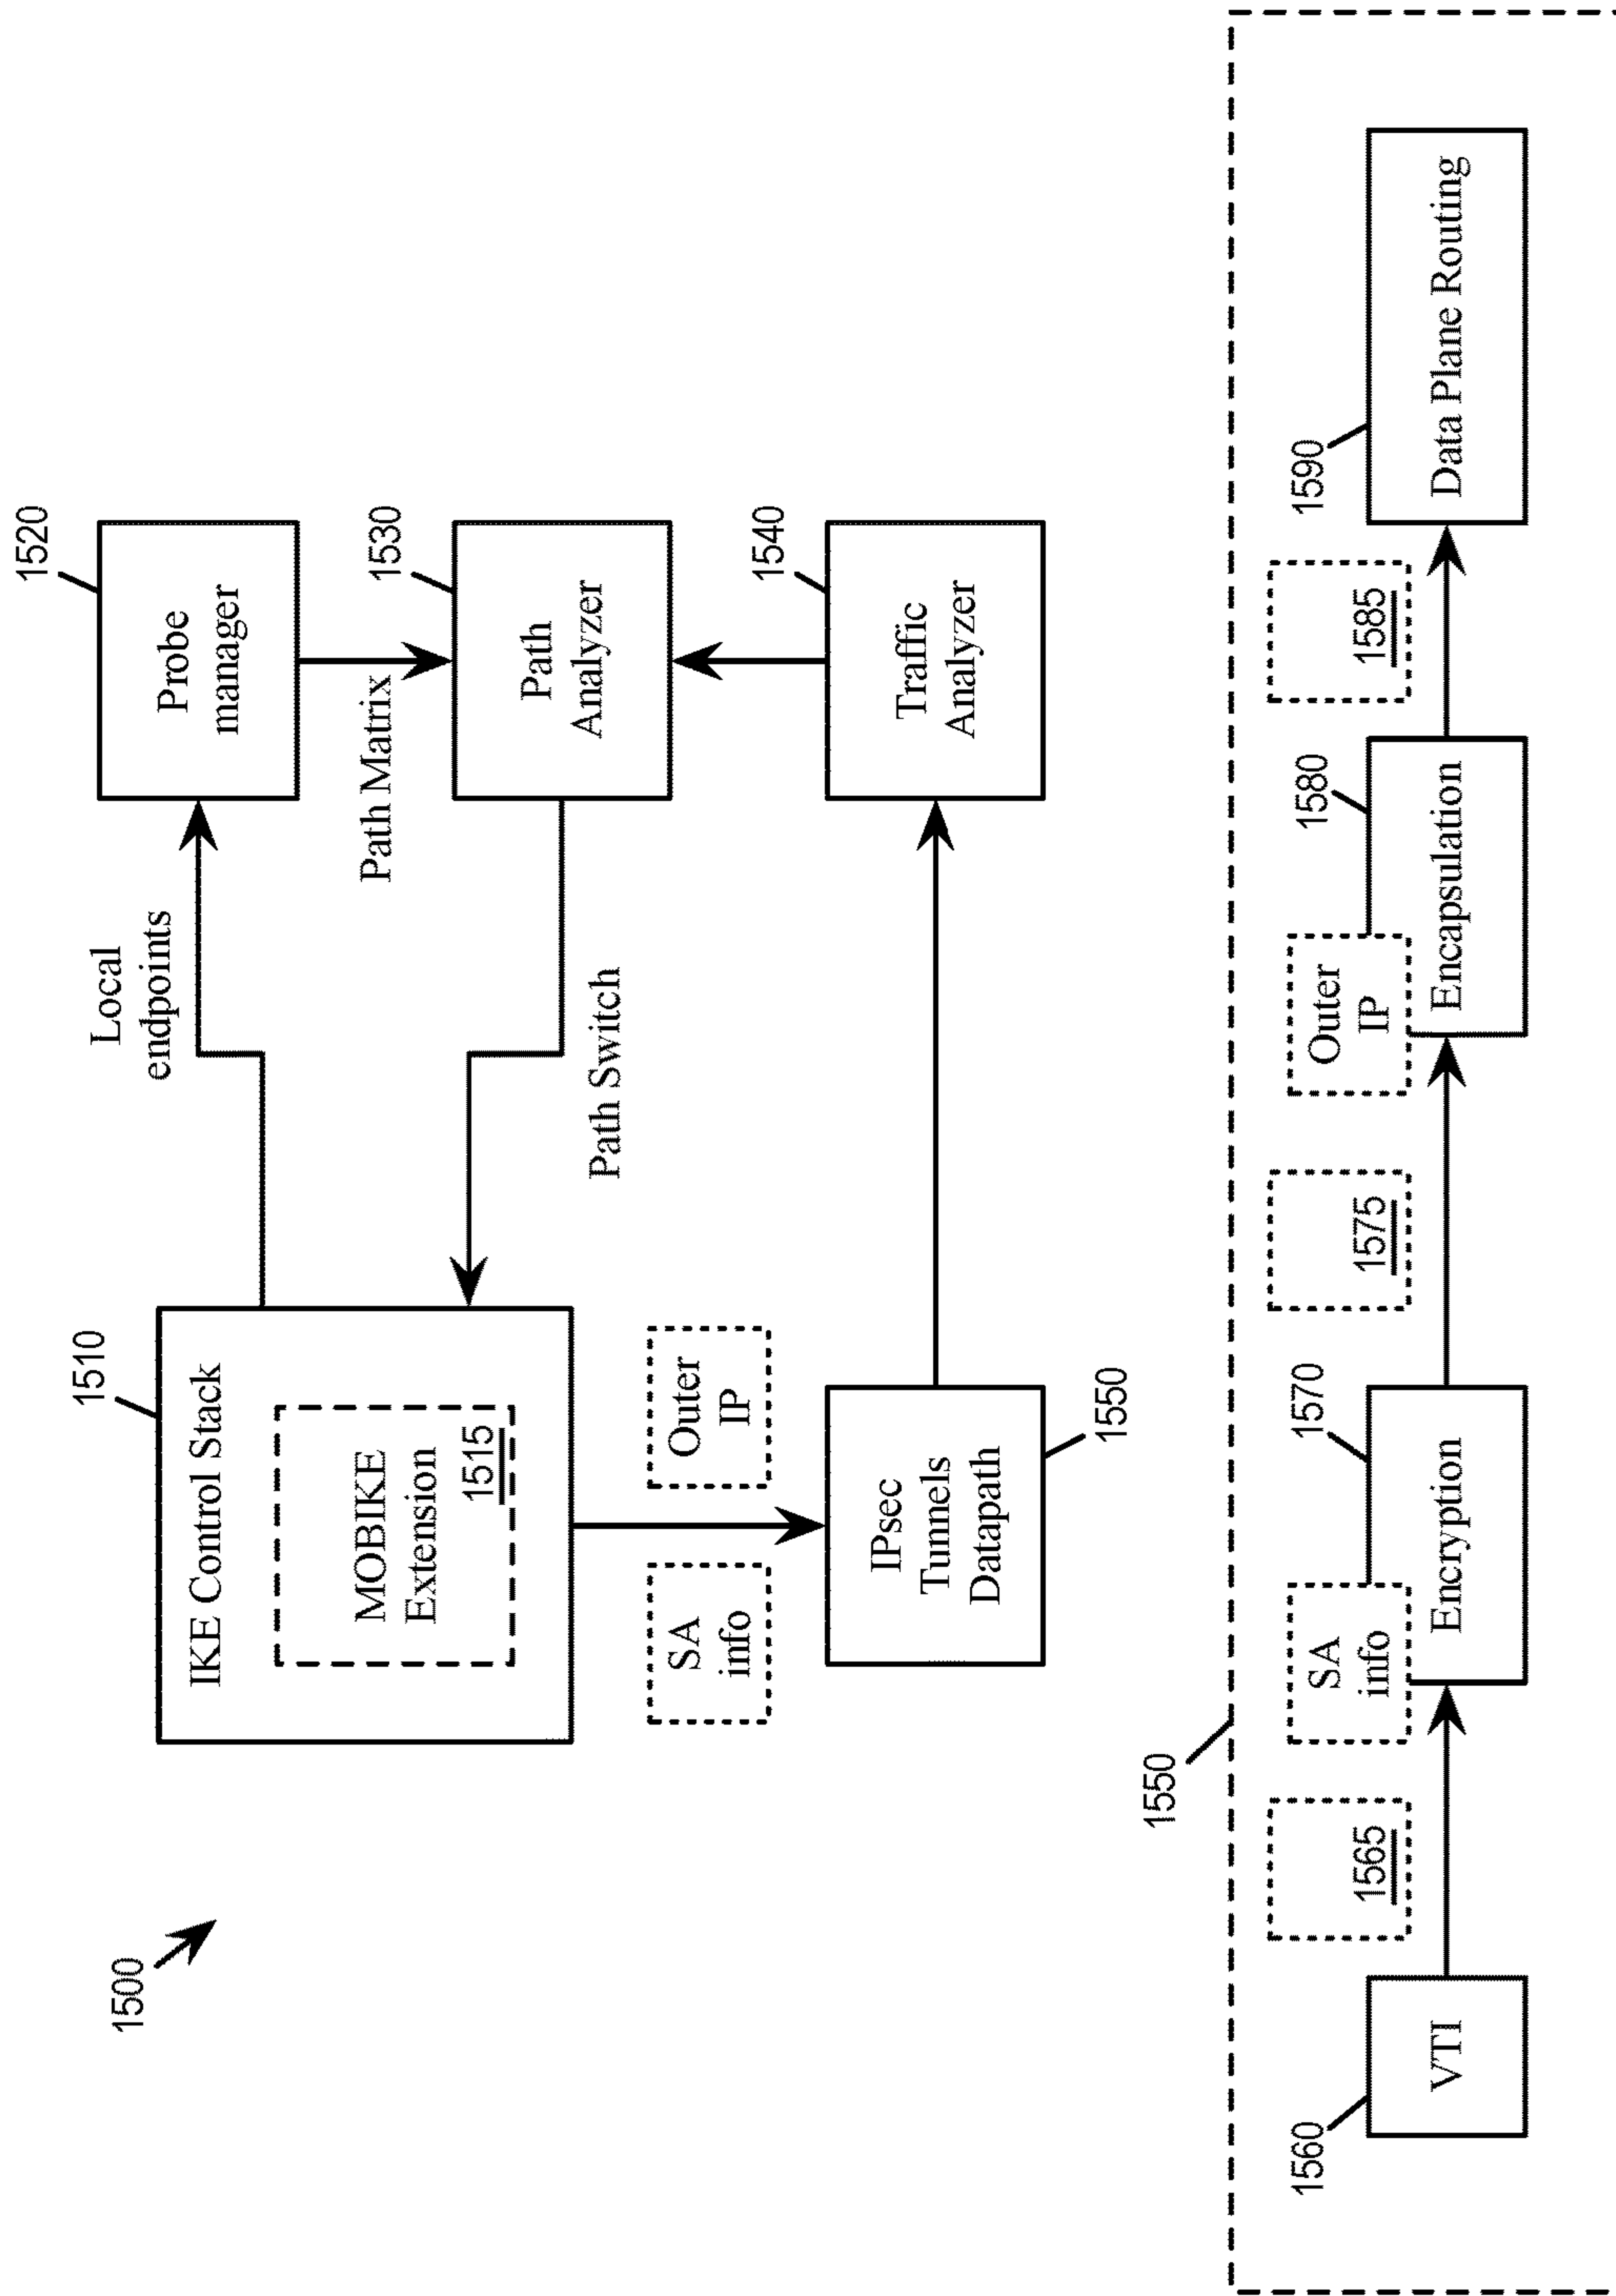 1500
1510
IKE Control Stack
MOBIKE
Extension
1515
Local
endpoints
1520
Probe
manager
Path Matrix
1530
Path
Analyzer
Path Switch
SA
info
Outer
IP
1540
Traffic
Analyzer
IPsec
Tunnels
Datapath
1550
1550
1560
VTI
1565
SA
info
1570
Encryption
1575
Outer
IP
1580
Encapsulation
1585
1590
Data Plane Routing